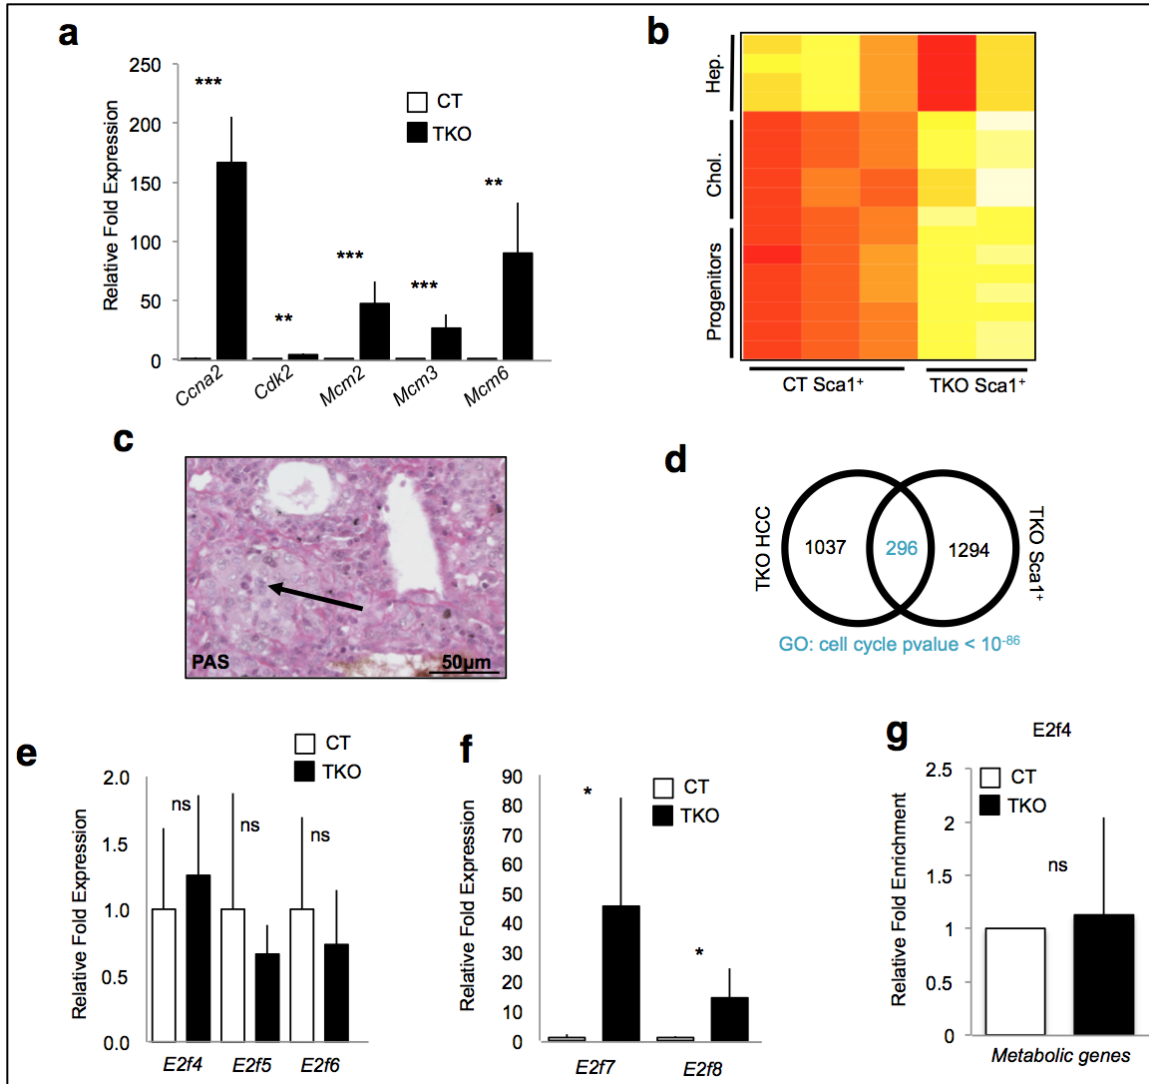 a
250
200
150
100
50
0
Relative Fold Expression
***
**
***
***
**
CT
TKO
Ccna2
Cdk2
Mcm2
Mcm3
Mcm6
b
Hep.
Chol.
Progenitors
CT Sca1⁺
TKO Sca1⁺
c
PAS
50μm
d
TKO HCC
1037
296
1294
TKO Sca1⁺
GO: cell cycle pvalue < 10⁻⁸⁶
e
CT
TKO
2.0
1.5
1.0
0.5
0.0
Relative Fold Expression
ns
ns
ns
E2f4
E2f5
E2f6
f
CT
TKO
90
80
70
60
50
40
30
20
10
0
Relative Fold Expression
*
*
E2f7
E2f8
g
E2f4
CT
TKO
2.5
2
1.5
1
0.5
0
Relative Fold Enrichment
ns
Metabolic genes